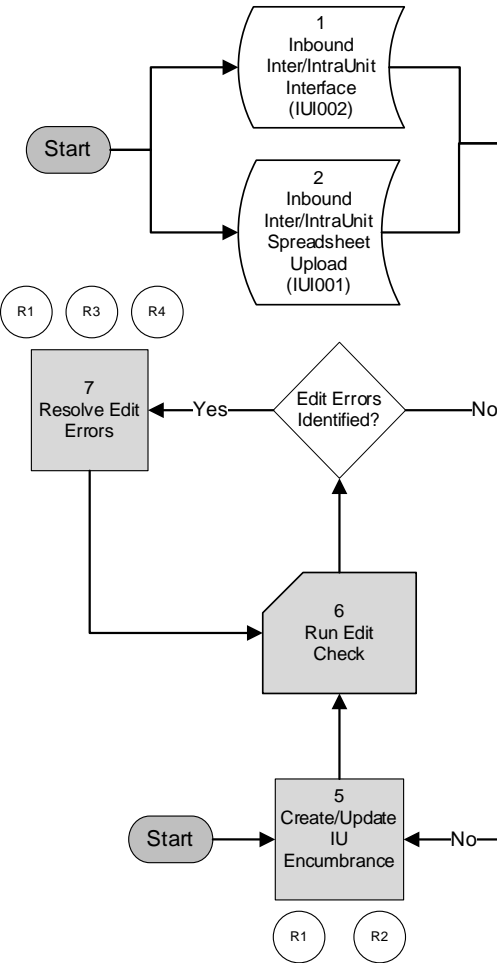 1
Inbound
Inter/IntraUnit
Interface
(IUI002)
Start
2
Inbound
Inter/IntraUnit
Spreadsheet
Upload
(IUI001)
R1
R3
R4
7
Resolve Edit
Errors
Yes
Edit Errors
Identified?
No
6
Run Edit
Check
5
Create/Update
IU
Encumbrance
Start
No
R1
R2